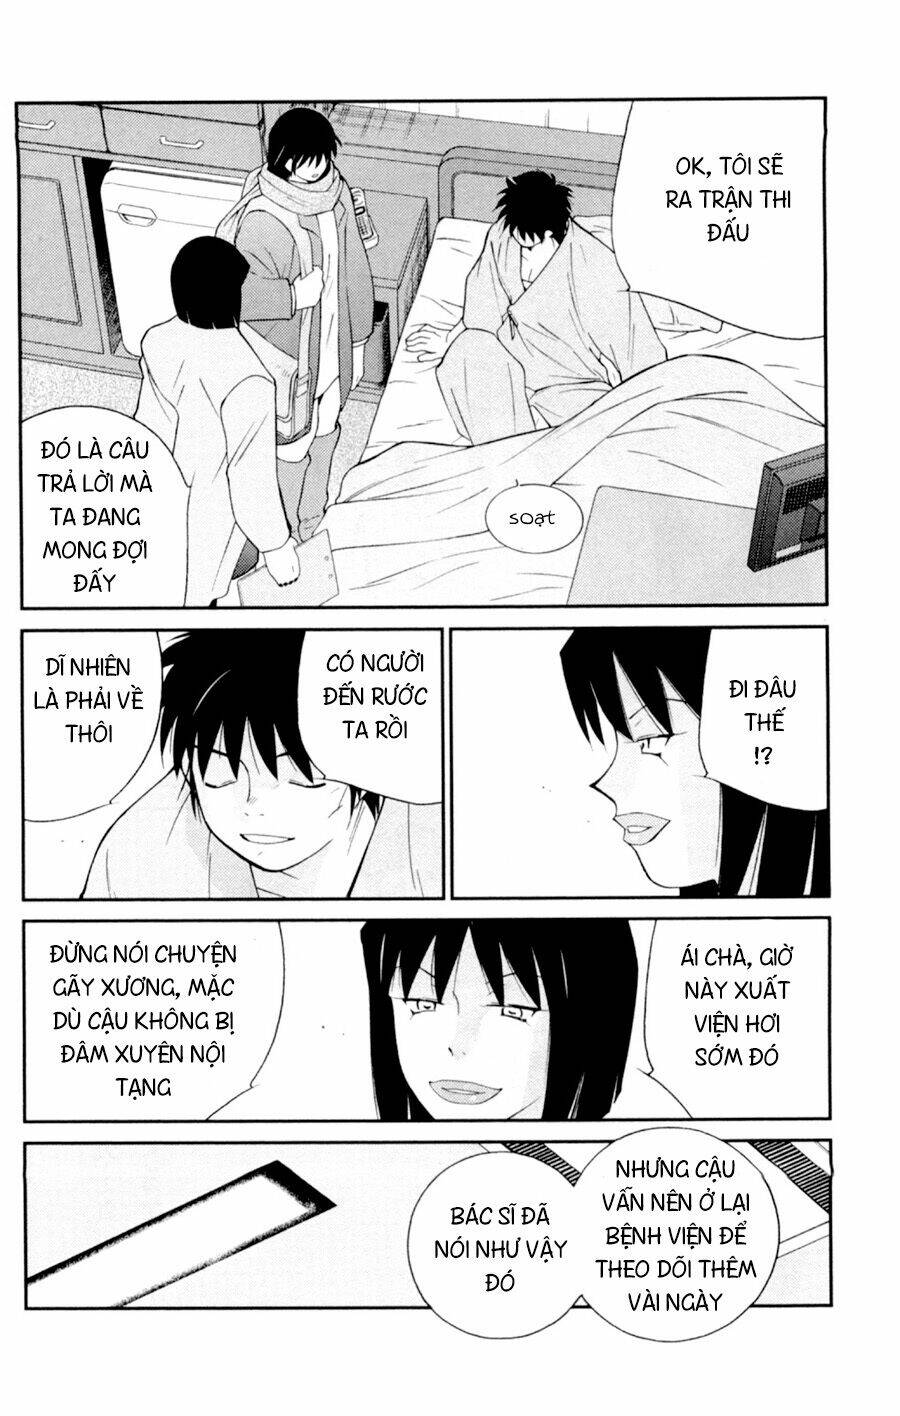 OK, TÔI SẼ
RA TRẬN THI
ĐẤU
ĐÓ LÀ CÂU
TRẢ LỜI MÀ
TA ĐANG
MONG ĐỢI
ĐẤY
soạt
ĐI ĐÂU
THẾ
!?
CÓ NGƯỜI
ĐẾN RƯỚC
TA RỒI
DĨ NHIÊN
LÀ PHẢI VỀ
THÔI
ÁI CHÀ, GIỜ
NÀY XUẤT
VIỆN HƠI
SỚM ĐÓ
ĐỪNG NÓI CHUYỆN
GÃY XƯƠNG, MẶC
DÙ CẬU KHÔNG BỊ
ĐÂM XUYÊN NỘI
TẠNG
NHƯNG CẬU
VẪN NÊN Ở LẠI
BỆNH VIỆN ĐỂ
THEO DÕI THÊM
VÀI NGÀY
BÁC SĨ ĐÃ
NÓI NHƯ VẬY
ĐÓ